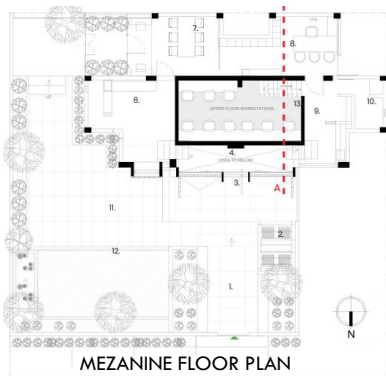 7.
8.
6.
UPPER FLOOR WORKSTATIONS
13
9.
10.
4.
OPEN TO BELOW
3.
A
11.
2.
12.
1.
N
MEZANINE FLOOR PLAN